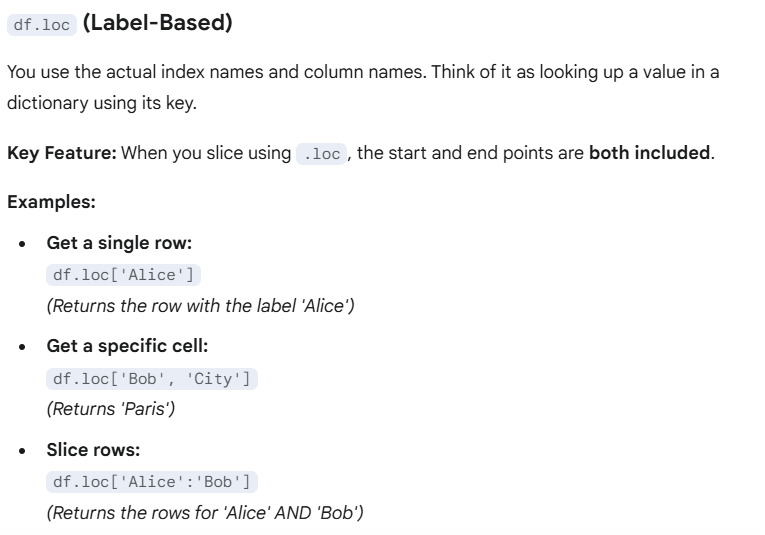 df.loc (Label-Based)
You use the actual index names and column names. Think of it as looking up a value in a
dictionary using its key.
Key Feature: When you slice using .loc, the start and end points are both included.
Examples:
• Get a single row:
df.loc['Alice']
(Returns the row with the label 'Alice')
• Get a specific cell:
df.loc['Bob', 'City']
(Returns 'Paris')
• Slice rows:
df.loc['Alice':'Bob']
(Returns the rows for 'Alice' AND 'Bob')